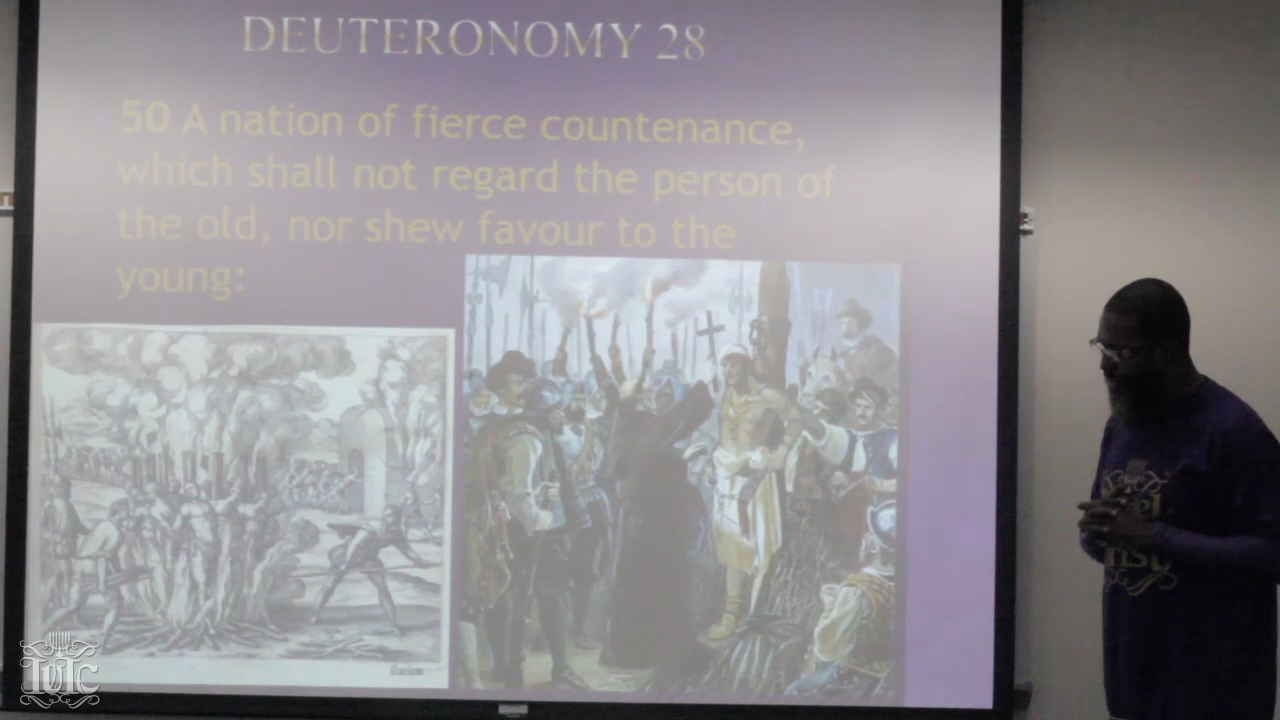 DEUTERONOMY 28
50 A nation of fierce countenance,
which shall not regard the person of
the old, nor shew favour to the
young:
IUIC